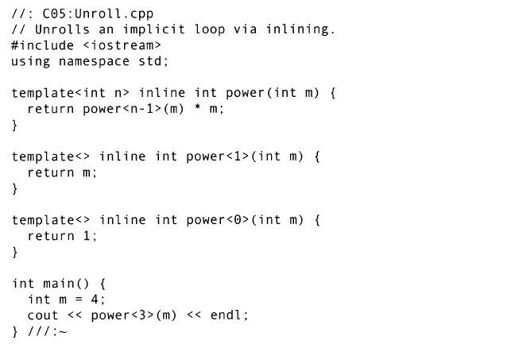 //: C05:Unroll.cpp
// Unrolls an implicit loop via inlining.
#include <iostream>
using namespace std;

template<int n> inline int power(int m) {
  return power<n-1>(m) * m;
}

template<> inline int power<1>(int m) {
  return m;
}

template<> inline int power<0>(int m) {
  return 1;
}

int main() {
  int m = 4;
  cout << power<3>(m) << endl;
} ///:~